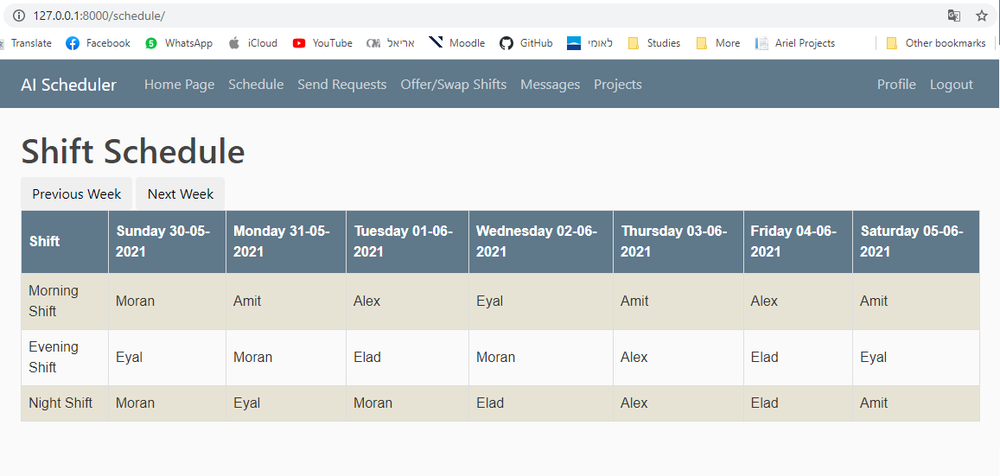 127.0.0.1:8000/schedule/
Translate Facebook WhatsApp iCloud YouTube אריאל Moodle GitHub לאומי Studies More Ariel Projects Other bookmarks
AI Scheduler Home Page Schedule Send Requests Offer/Swap Shifts Messages Projects Profile Logout
Shift Schedule
Previous Week Next Week
Shift Sunday 30-05-2021 Monday 31-05-2021 Tuesday 01-06-2021 Wednesday 02-06-2021 Thursday 03-06-2021 Friday 04-06-2021 Saturday 05-06-2021
Morning Shift Moran Amit Alex Eyal Amit Alex Amit
Evening Shift Eyal Moran Elad Moran Alex Elad Eyal
Night Shift Moran Eyal Moran Elad Alex Elad Amit